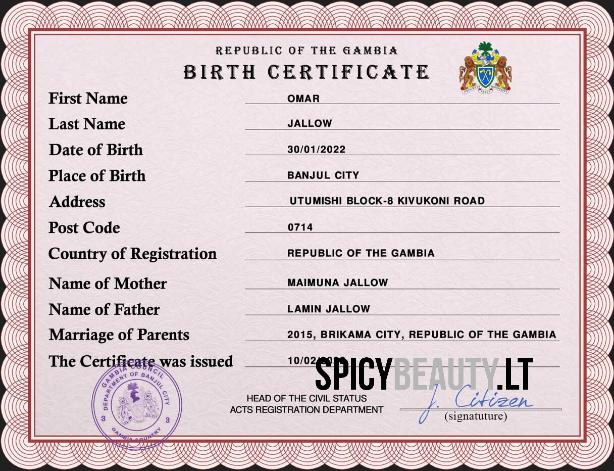 REPUBLIC OF THE GAMBIA
BIRTH CERTIFICATE
First Name OMAR
Last Name JALLOW
Date of Birth 30/01/2022
Place of Birth BANJUL CITY
Address UTUMISHI BLOCK-8 KIVUKONI ROAD
Post Code 0714
Country of Registration REPUBLIC OF THE GAMBIA
Name of Mother MAIMUNA JALLOW
Name of Father LAMIN JALLOW
Marriage of Parents 2015, BRIKAMA CITY, REPUBLIC OF THE GAMBIA
The Certificate was issued
SPICYBEAUTY.LT
GAMBIA COUNCIL
DEPARTMENT OF BANJUL CITY
3 3
GAMBIA COUNTRY
HEAD OF THE CIVIL STATUS
ACTS REGISTRATION DEPARTMENT
J. Citizen
(signatuture)